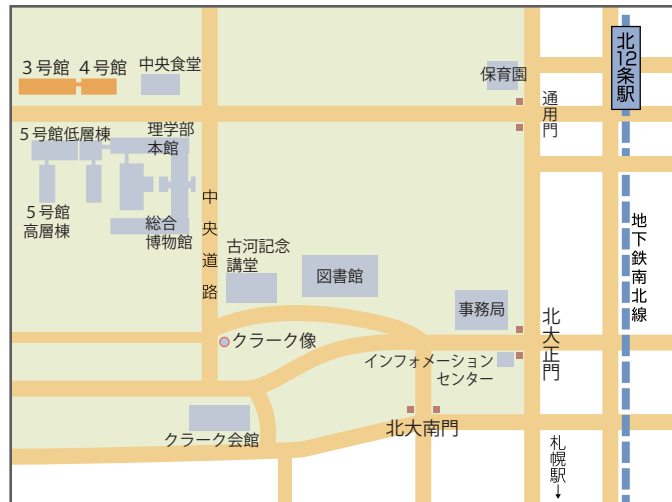 ３号館
４号館
中央食堂
保育園
北12条駅
通用門
５号館低層棟
理学部
本館
５号館
高層棟
総合
博物館
中央道路
古河記念
講堂
図書館
事務局
地下鉄南北線
クラーク像
北大正門
インフォメーション
センター
クラーク会館
北大南門
札幌駅↓